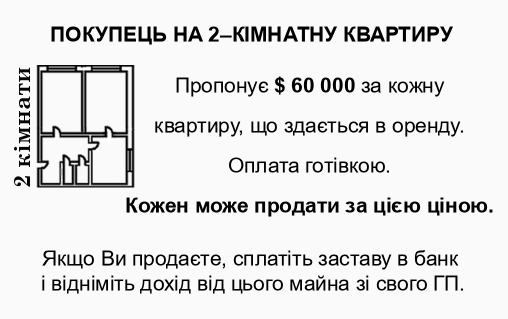 ПОКУПЕЦЬ НА 2–КІМНАТНУ КВАРТИРУ
2 кімнати
Пропонує $ 60 000 за кожну
квартиру, що здається в оренду.
Оплата готівкою.
Кожен може продати за цією ціною.
Якщо Ви продаєте, сплатіть заставу в банк
і відніміть дохід від цього майна зі свого ГП.